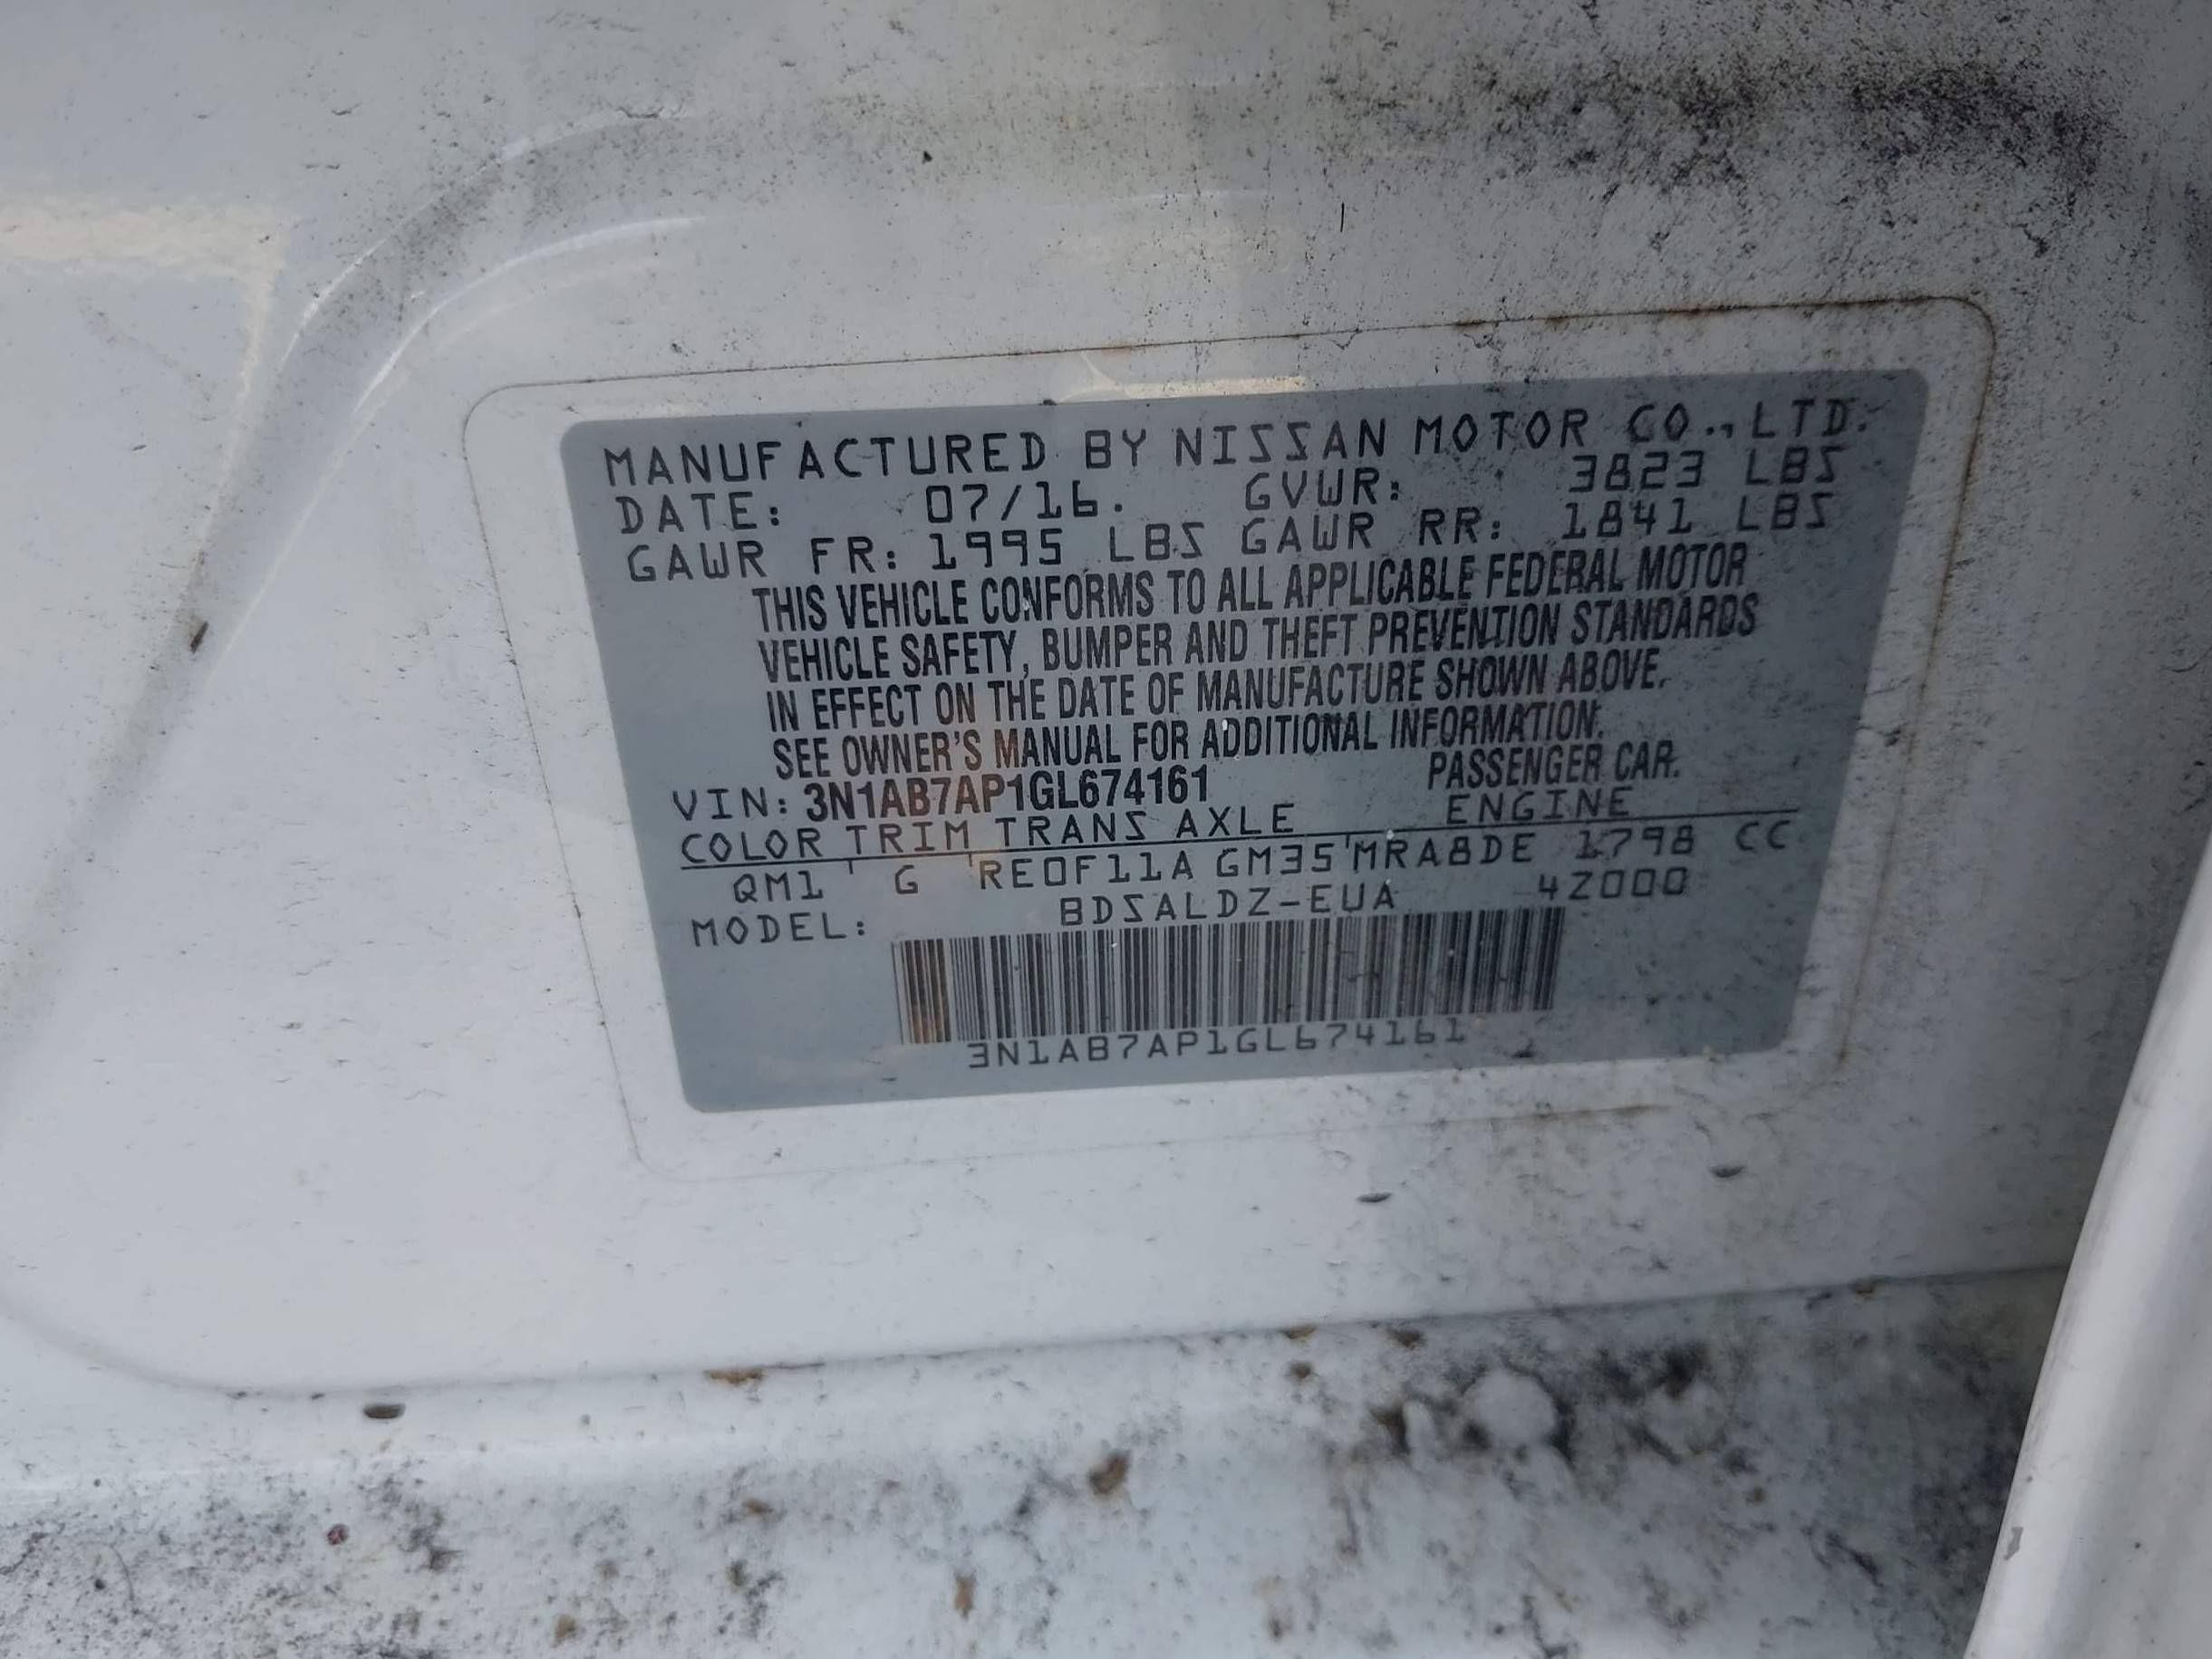 MANUFACTURED BY NISSAN MOTOR CO., LTD.
DATE: 07/16. GVWR: 3823 LBS
GAWR FR: 1995 LBS GAWR RR: 1841 LBS
THIS VEHICLE CONFORMS TO ALL APPLICABLE FEDERAL MOTOR
VEHICLE SAFETY, BUMPER AND THEFT PREVENTION STANDARDS
IN EFFECT ON THE DATE OF MANUFACTURE SHOWN ABOVE.
SEE OWNER'S MANUAL FOR ADDITIONAL INFORMATION.
VIN: 3N1AB7AP1GL674161 PASSENGER CAR.
COLOR TRIM TRANS AXLE ENGINE
QM1 G RE0F11A GM35 MRA8DE 1798 CC
MODEL: BDSALDZ-EUA 4Z000
3N1AB7AP1GL674161